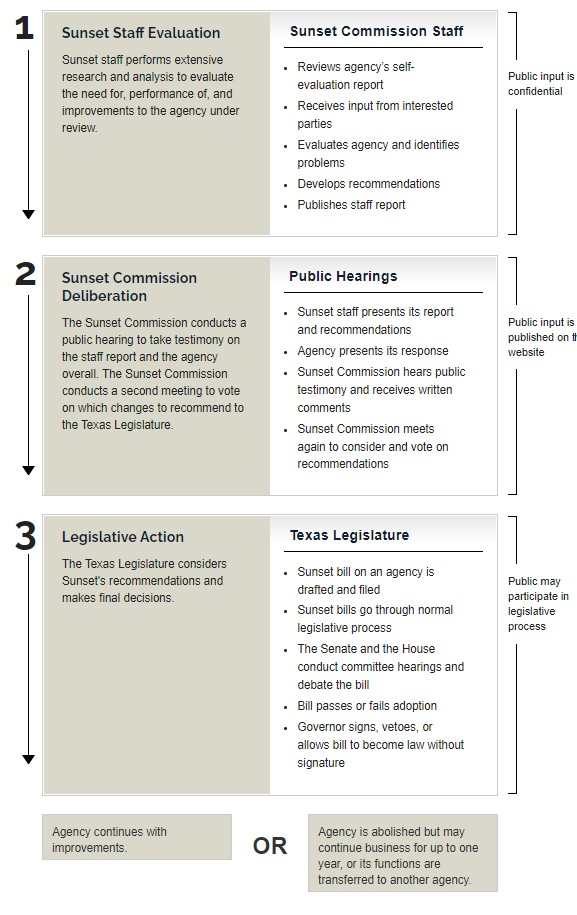 1
Sunset Staff Evaluation
Sunset staff performs extensive
research and analysis to evaluate
the need for, performance of, and
improvements to the agency under
review.
Sunset Commission Staff
• Reviews agency's self-
evaluation report
• Receives input from interested
parties
• Evaluates agency and identifies
problems
• Develops recommendations
• Publishes staff report
Public input is
confidential
2
Sunset Commission
Deliberation
The Sunset Commission conducts a
public hearing to take testimony on
the staff report and the agency
overall. The Sunset Commission
conducts a second meeting to vote
on which changes to recommend to
the Texas Legislature.
Public Hearings
• Sunset staff presents its report
and recommendations
• Agency presents its response
• Sunset Commission hears public
testimony and receives written
comments
• Sunset Commission meets
again to consider and vote on
recommendations
Public input is
published on
website
3
Legislative Action
The Texas Legislature considers
Sunset's recommendations and
makes final decisions.
Texas Legislature
• Sunset bill on an agency is
drafted and filed
• Sunset bills go through normal
legislative process
• The Senate and the House
conduct committee hearings and
debate the bill
• Bill passes or fails adoption
• Governor signs, vetoes, or
allows bill to become law without
signature
Public may
participate in
legislative
process
Agency continues with
improvements.
OR
Agency is abolished but may
continue business for up to one
year, or its functions are
transferred to another agency.